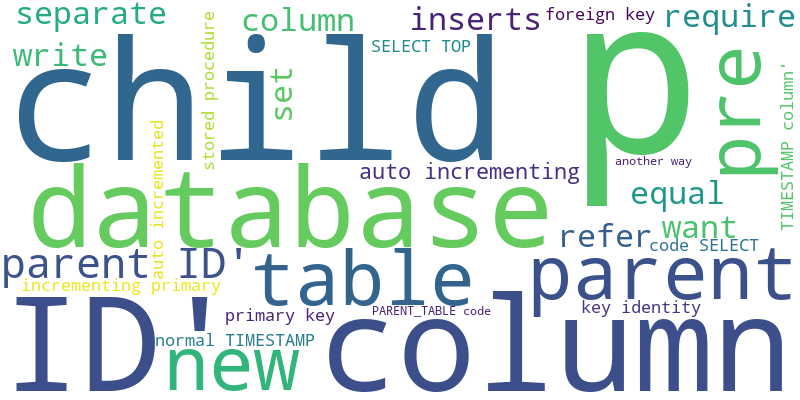 separate
column
inserts
foreign key
require
write
child
p
SELECT TOP
stored procedure
set
pre
TIMESTAMP column'
auto incremented
auto incrementing
another way
database
equal
want
refer
code SELECT
parent ID'
table
parent
incrementing primary
ID'
column
primary key
PARENT_TABLE code
key identity
normal TIMESTAMP
new